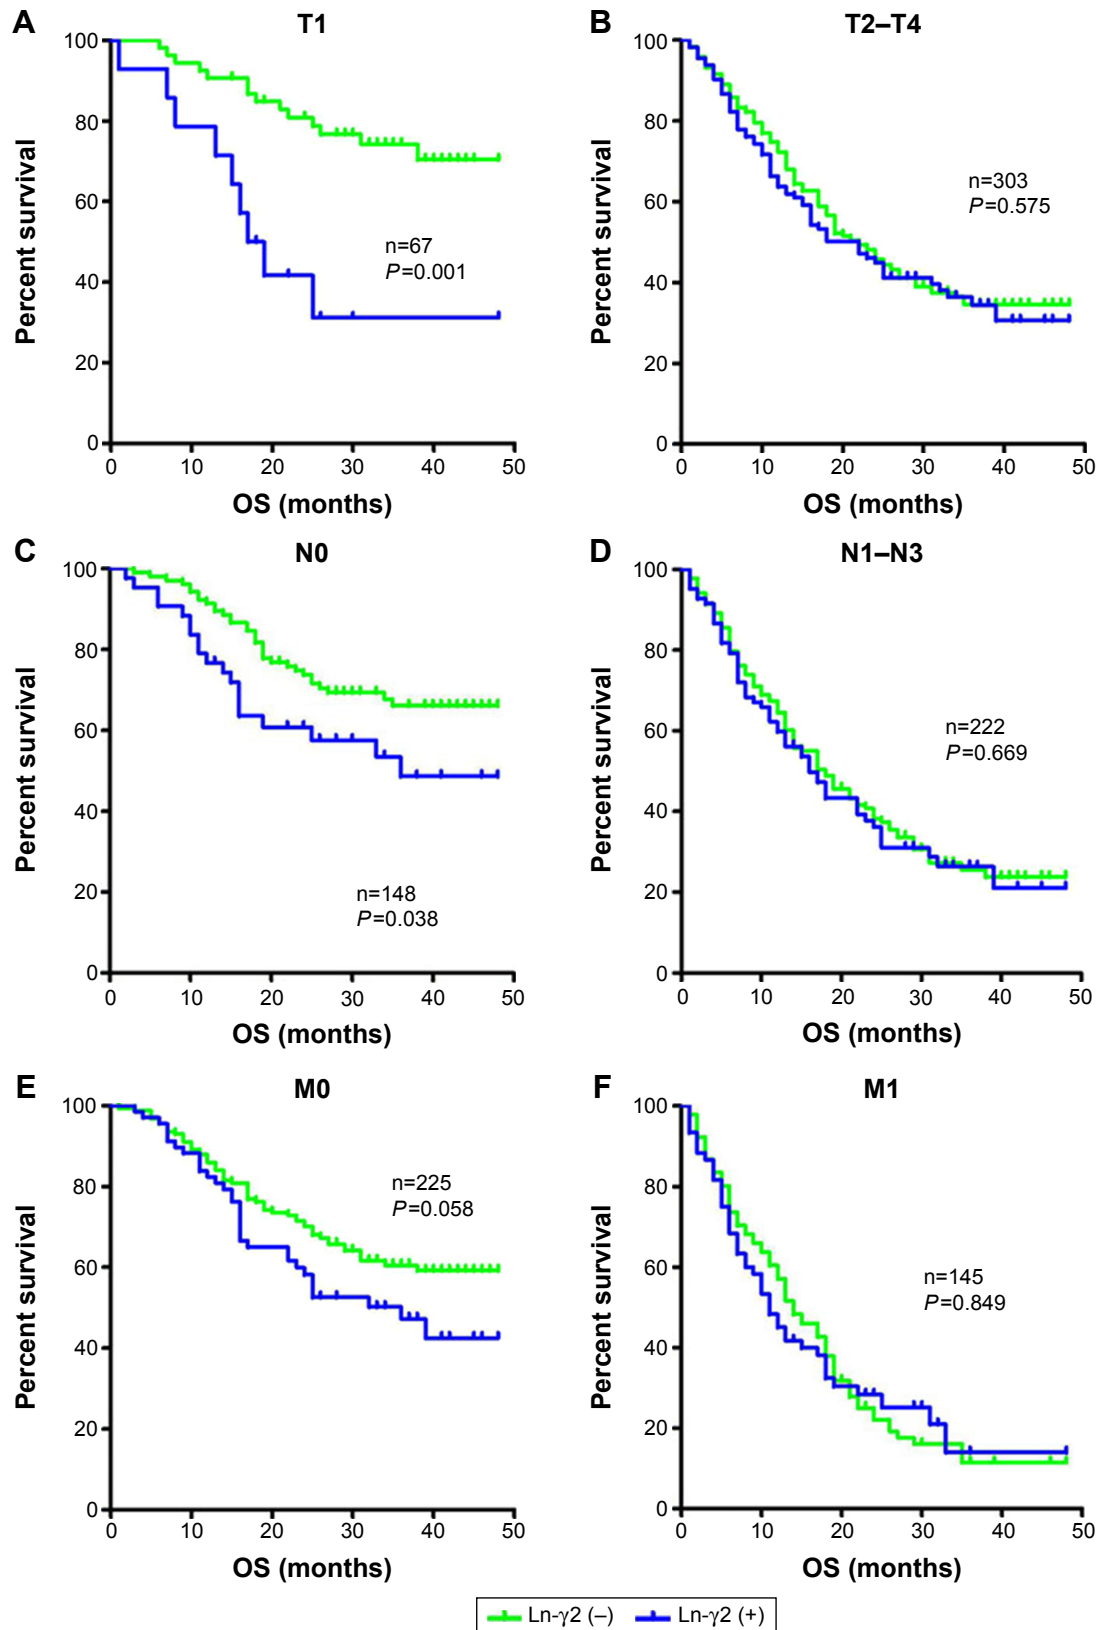 A
T1
100
80
60
40
20
0
Percent survival
n=67
P=0.001
0 10 20 30 40 50
OS (months)
B
T2–T4
100
80
60
40
20
0
Percent survival
n=303
P=0.575
0 10 20 30 40 50
OS (months)
C
N0
100
80
60
40
20
0
Percent survival
n=148
P=0.038
0 10 20 30 40 50
OS (months)
D
N1–N3
100
80
60
40
20
0
Percent survival
n=222
P=0.669
0 10 20 30 40 50
OS (months)
E
M0
100
80
60
40
20
0
Percent survival
n=225
P=0.058
0 10 20 30 40 50
OS (months)
F
M1
100
80
60
40
20
0
Percent survival
n=145
P=0.849
0 10 20 30 40 50
OS (months)
Ln-γ2 (–) Ln-γ2 (+)